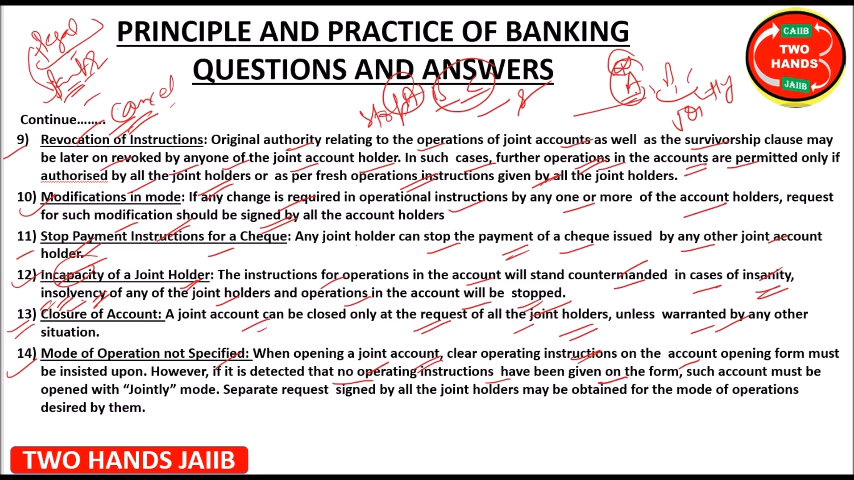 PRINCIPLE AND PRACTICE OF BANKING
QUESTIONS AND ANSWERS
CAIIB
TWO
HANDS
JAIIB
Cancel
Continue……..
9) Revocation of Instructions: Original authority relating to the operations of joint accounts as well as the survivorship clause may
be later on revoked by anyone of the joint account holder. In such cases, further operations in the accounts are permitted only if
authorised by all the joint holders or as per fresh operations instructions given by all the joint holders.
10) Modifications in mode: If any change is required in operational instructions by any one or more of the account holders, request
for such modification should be signed by all the account holders
11) Stop Payment Instructions for a Cheque: Any joint holder can stop the payment of a cheque issued by any other joint account
holder.
12) Incapacity of a Joint Holder: The instructions for operations in the account will stand countermanded in cases of insanity,
insolvency of any of the joint holders and operations in the account will be stopped.
13) Closure of Account: A joint account can be closed only at the request of all the joint holders, unless warranted by any other
situation.
14) Mode of Operation not Specified: When opening a joint account, clear operating instructions on the account opening form must
be insisted upon. However, if it is detected that no operating instructions have been given on the form, such account must be
opened with “Jointly” mode. Separate request signed by all the joint holders may be obtained for the mode of operations
desired by them.
TWO HANDS JAIIB